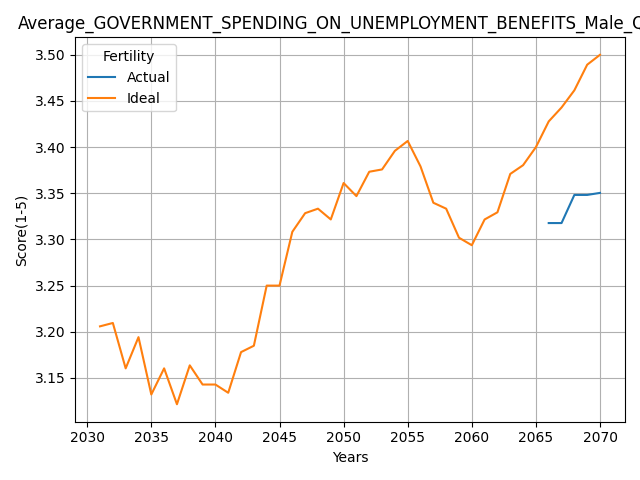 Average_GOVERNMENT_SPENDING_ON_UNEMPLOYMENT_BENEFITS_Male_
Fertility
Actual
Ideal
3.50
3.45
3.40
3.35
3.30
3.25
3.20
3.15
Score(1-5)
2030 2035 2040 2045 2050 2055 2060 2065 2070
Years